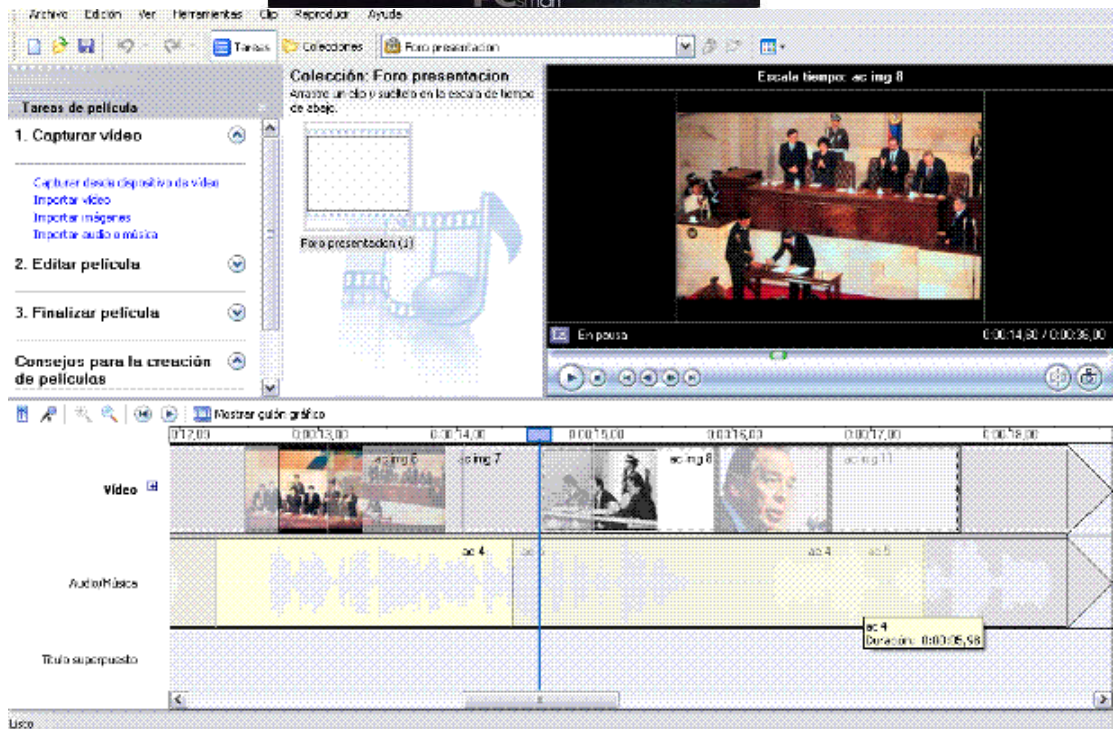 PCsmart
Archivo Edición Ver Herramientas Clip Reproducir Ayuda
Tareas Colecciones Foro presentacion
Tareas de película
1. Capturar vídeo
Capturar desde dispositivo de vídeo
Importar vídeo
Importar imágenes
Importar audio o música
2. Editar película
3. Finalizar película
Consejos para la creación
de películas
Colección: Foro presentacion
Arrastre un clip y suéltelo en la escala de tiempo
de abajo.
Foro presentacion (1)
Escala tiempo: ac img 8
En pausa
0:00:14,60 / 0:00:36,00
Mostrar guión gráfico
0:00:13,00 0:00:14,00 0:00:15,00 0:00:16,00 0:00:17,00 0:00:18,00
Vídeo
ac img 6 ac img 7 ac img 8 ac img 11
Audio/Música
ac 4 ac 4 ac 5
ac 4
Duración: 0:00:05,98
Título superpuesto
Listo